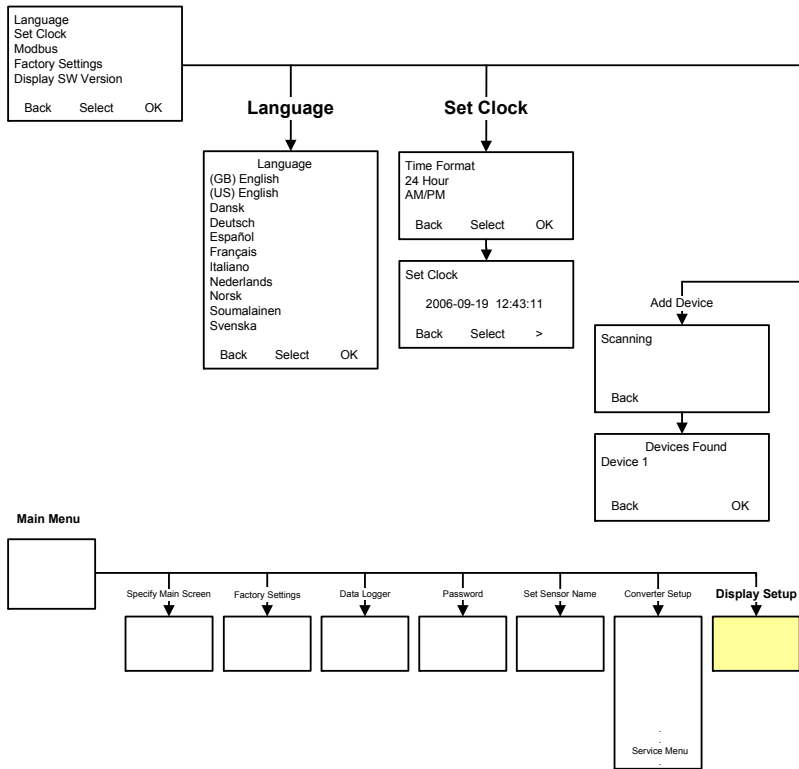 Language
Set Clock
Modbus
Factory Settings
Display SW Version
Back Select OK
Language
Language
(GB) English
(US) English
Dansk
Deutsch
Español
Français
Italiano
Nederlands
Norsk
Soumalainen
Svenska
Back Select OK
Set Clock
Time Format
24 Hour
AM/PM
Back Select OK
Set Clock
2006-09-19 12:43:11
Back Select >
Add Device
Scanning
Back
Devices Found
Device 1
Back OK
Main Menu
Specify Main Screen
Factory Settings
Data Logger
Password
Set Sensor Name
Converter Setup
.
.
Service Menu
.
Display Setup